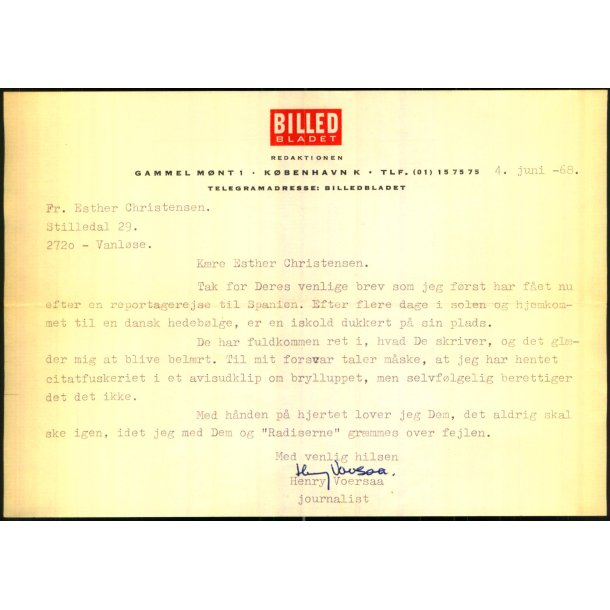 BILLED
BLADET
REDAKTIONEN
GAMMEL MØNT 1 · KØBENHAVN K · TLF. (01) 15 75 75
4. juni -68.
TELEGRAMADRESSE: BILLEDBLADET
Fr. Esther Christensen.
Stilledal 29.
272o - Vanløse.
Kære Esther Christensen.
Tak for Deres venlige brev som jeg først har fået nu
efter en reportagerejse til Spanien. Efter flere dage i solen og hjemkom-
met til en dansk hedebølge, er en iskold dukkert på sin plads.
De har fuldkommen ret i, hvad De skriver, og det glæ-
der mig at blive belært. Til mit forsvar taler måske, at jeg har hentet
citatfuskeriet i et avisudklip om brylluppet, men selvfølgelig berettiger
det det ikke.
Med hånden på hjertet lover jeg Dem, det aldrig skal
ske igen, idet jeg med Dem og "Radiserne" græmmes over fejlen.
Med venlig hilsen
Henry Voersaa.
Henry Voersaa
journalist